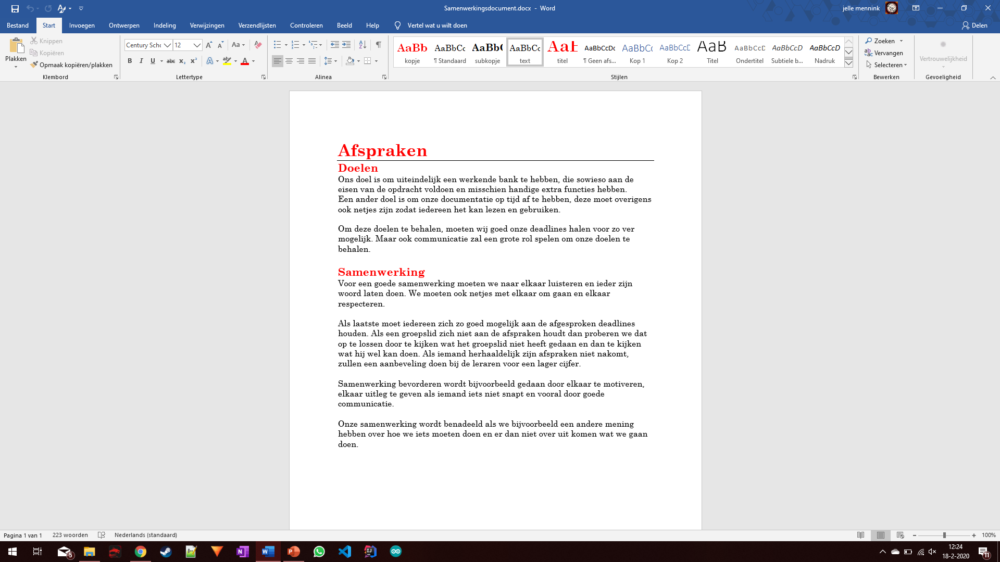 Samenwerkingsdocument.docx - Word
jelle mennink
Bestand Start Invoegen Ontwerpen Indeling Verwijzingen Verzendlijsten Controleren Beeld Help Vertel wat u wilt doen Delen
Plakken
Knippen
Kopiëren
Opmaak kopiëren/plakken
Klembord
Century Scho 12
Aa
B I U abc x₂ x² A A
Lettertype
Alinea
AaBb AaBbCc AaBb( AaBbCc AaB AaBbCcDc AaBbC( AaBbCcD AaB AaBbCcD AaBbCcD AaBbCcD
kopje ¶ Standaard subkopje text titel ¶ Geen afs... Kop 1 Kop 2 Titel Ondertitel Subtiele b... Nadruk
Stijlen
Zoeken
Vervangen
Selecteren
Bewerken
Vertrouwelijkheid
Gevoeligheid
Afspraken
Doelen
Ons doel is om uiteindelijk een werkende bank te hebben, die sowieso aan de
eisen van de opdracht voldoen en misschien handige extra functies hebben.
Een ander doel is om onze documentatie op tijd af te hebben, deze moet overigens
ook netjes zijn zodat iedereen het kan lezen en gebruiken.
Om deze doelen te behalen, moeten wij goed onze deadlines halen voor zo ver
mogelijk. Maar ook communicatie zal een grote rol spelen om onze doelen te
behalen.
Samenwerking
Voor een goede samenwerking moeten we naar elkaar luisteren en ieder zijn
woord laten doen. We moeten ook netjes met elkaar om gaan en elkaar
respecteren.
Als laatste moet iedereen zich zo goed mogelijk aan de afgesproken deadlines
houden. Als een groepslid zich niet aan de afspraken houdt dan proberen we dat
op te lossen door te kijken wat het groepslid niet heeft gedaan en dan te kijken
wat hij wel kan doen. Als iemand herhaaldelijk zijn afspraken niet nakomt,
zullen een aanbeveling doen bij de leraren voor een lager cijfer.
Samenwerking bevorderen wordt bijvoorbeeld gedaan door elkaar te motiveren,
elkaar uitleg te geven als iemand iets niet snapt en vooral door goede
communicatie.
Onze samenwerking wordt benadeeld als we bijvoorbeeld een andere mening
hebben over hoe we iets moeten doen en er dan niet over uit komen wat we gaan
doen.
Pagina 1 van 1 223 woorden Nederlands (standaard) 100%
5
12:24
18-2-2020
11